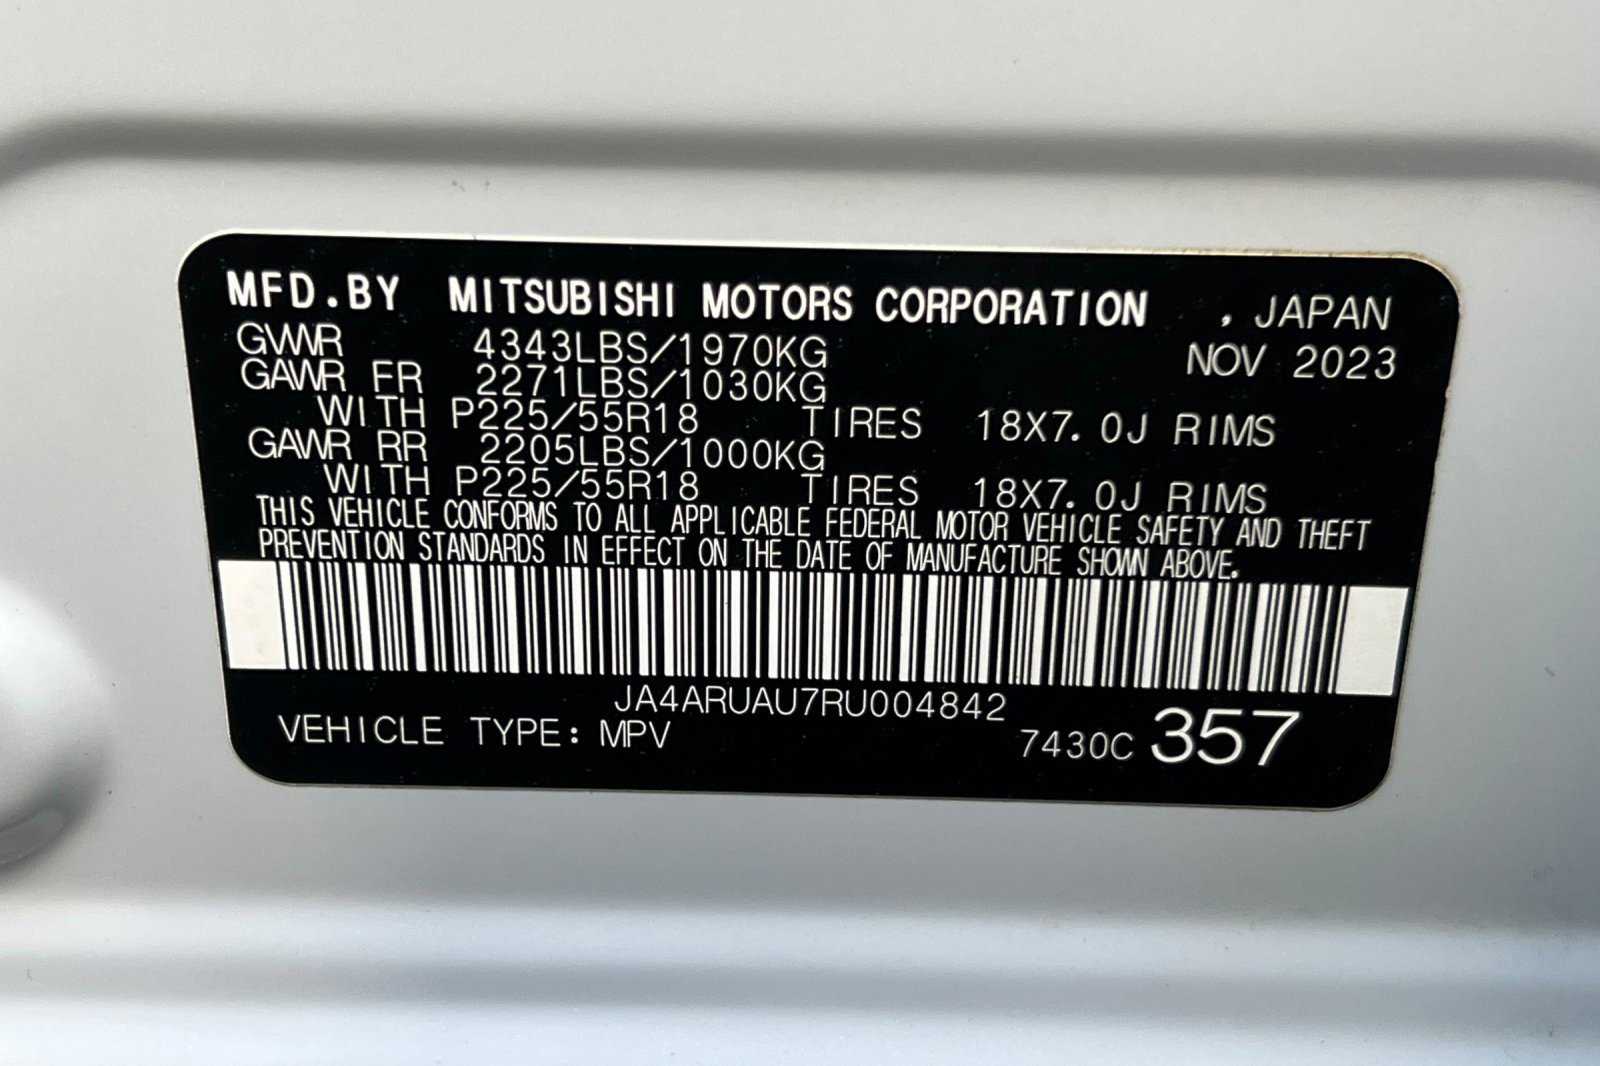 MFD.BY MITSUBISHI MOTORS CORPORATION , JAPAN
GVWR 4343LBS/1970KG NOV 2023
GAWR FR 2271LBS/1030KG
WITH P225/55R18 TIRES 18X7.0J RIMS
GAWR RR 2205LBS/1000KG
WITH P225/55R18 TIRES 18X7.0J RIMS
THIS VEHICLE CONFORMS TO ALL APPLICABLE FEDERAL MOTOR VEHICLE SAFETY AND THEFT
PREVENTION STANDARDS IN EFFECT ON THE DATE OF MANUFACTURE SHOWN ABOVE.
JA4ARUAU7RU004842
VEHICLE TYPE: MPV 7430C 357